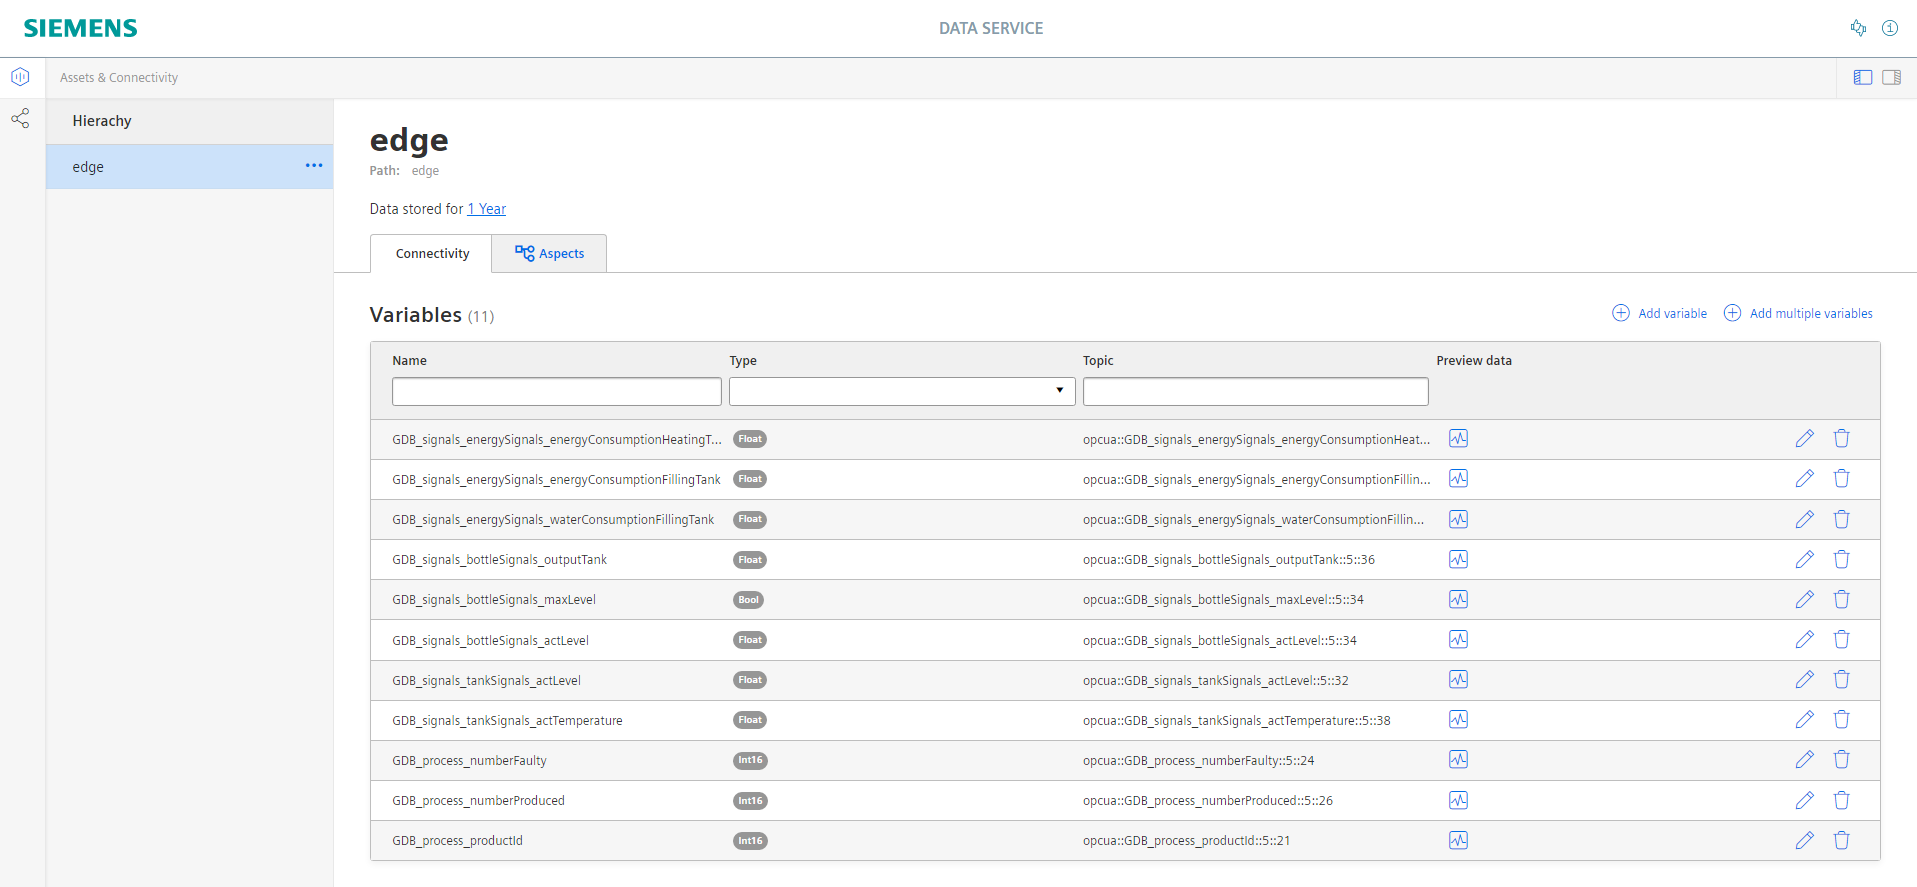 SIEMENS
DATA SERVICE
Assets & Connectivity
Hierachy
edge
edge
Path: edge
Data stored for 1 Year
Connectivity Aspects
Variables (11)
Add variable Add multiple variables
Name Type Topic Preview data
GDB_signals_energySignals_energyConsumptionHeatingT... Float opcua::GDB_signals_energySignals_energyConsumptionHeat...
GDB_signals_energySignals_energyConsumptionFillingTank Float opcua::GDB_signals_energySignals_energyConsumptionFillin...
GDB_signals_energySignals_waterConsumptionFillingTank Float opcua::GDB_signals_energySignals_waterConsumptionFillin...
GDB_signals_bottleSignals_outputTank Float opcua::GDB_signals_bottleSignals_outputTank::5::36
GDB_signals_bottleSignals_maxLevel Bool opcua::GDB_signals_bottleSignals_maxLevel::5::34
GDB_signals_bottleSignals_actLevel Float opcua::GDB_signals_bottleSignals_actLevel::5::34
GDB_signals_tankSignals_actLevel Float opcua::GDB_signals_tankSignals_actLevel::5::32
GDB_signals_tankSignals_actTemperature Float opcua::GDB_signals_tankSignals_actTemperature::5::38
GDB_process_numberFaulty Int16 opcua::GDB_process_numberFaulty::5::24
GDB_process_numberProduced Int16 opcua::GDB_process_numberProduced::5::26
GDB_process_productId Int16 opcua::GDB_process_productId::5::21